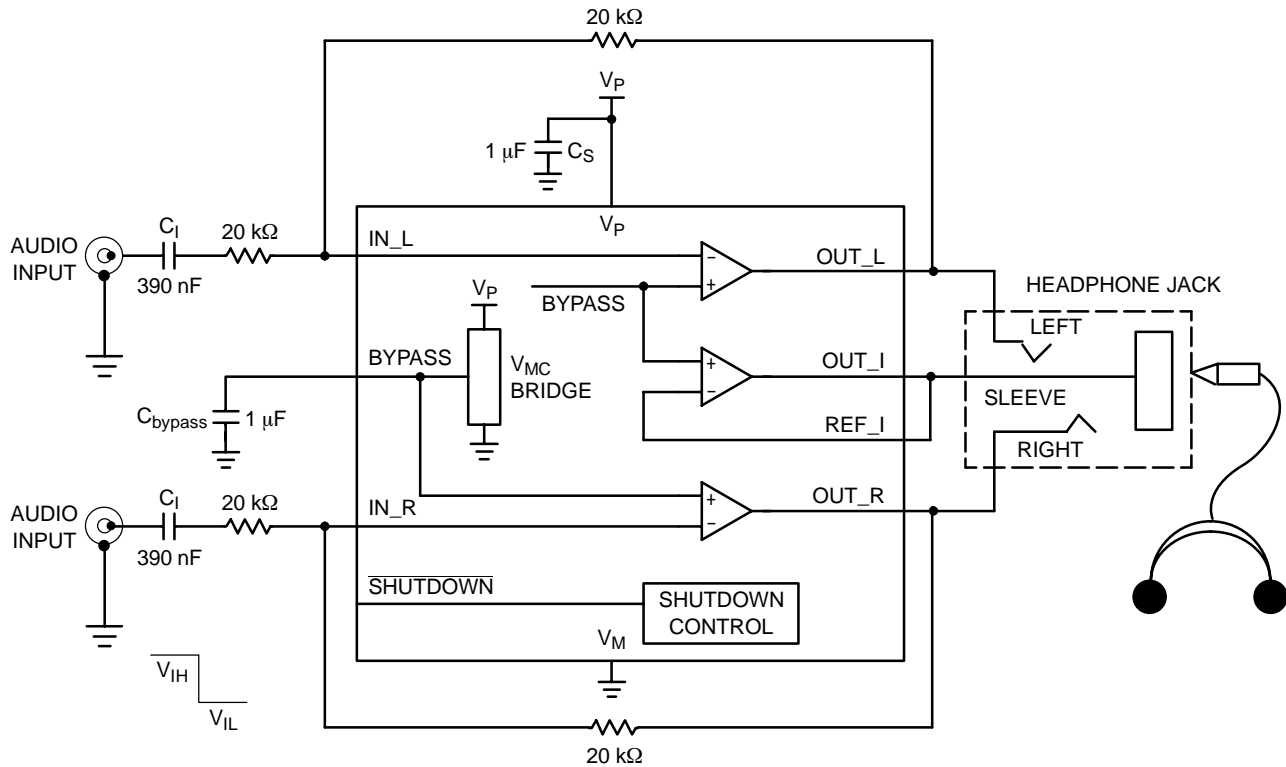 20 kΩ
V_P
1 μF
C_S
V_P
C_I
20 kΩ
AUDIO
INPUT
390 nF
IN_L
−
+
OUT_L
BYPASS
HEADPHONE JACK
LEFT
V_P
BYPASS
V_MC
BRIDGE
+
−
OUT_I
SLEEVE
REF_I
RIGHT
C_bypass
1 μF
C_I
20 kΩ
AUDIO
INPUT
390 nF
IN_R
+
−
OUT_R
SHUTDOWN
SHUTDOWN
CONTROL
V_M
V_IH
V_IL
20 kΩ